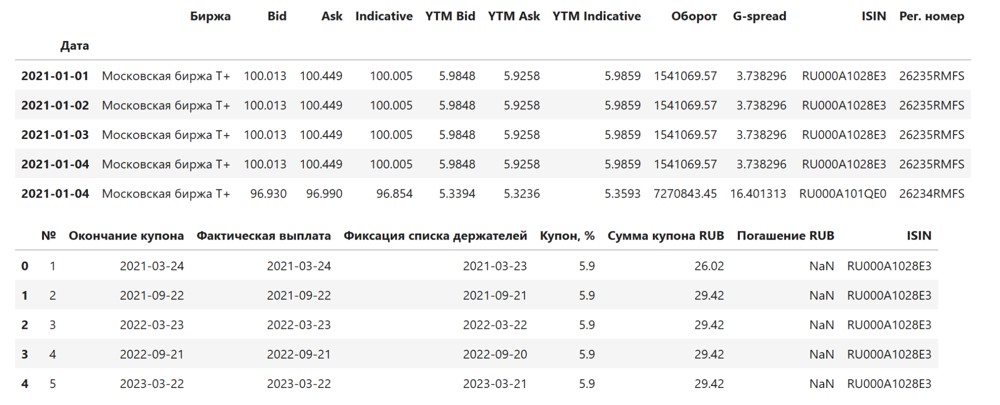 Биржа Bid Ask Indicative YTM Bid YTM Ask YTM Indicative Оборот G-spread ISIN Рег. номер
Дата
2021-01-01 Московская биржа Т+ 100.013 100.449 100.005 5.9848 5.9258 5.9859 1541069.57 3.738296 RU000A1028E3 26235RMFS
2021-01-02 Московская биржа Т+ 100.013 100.449 100.005 5.9848 5.9258 5.9859 1541069.57 3.738296 RU000A1028E3 26235RMFS
2021-01-03 Московская биржа Т+ 100.013 100.449 100.005 5.9848 5.9258 5.9859 1541069.57 3.738296 RU000A1028E3 26235RMFS
2021-01-04 Московская биржа Т+ 100.013 100.449 100.005 5.9848 5.9258 5.9859 1541069.57 3.738296 RU000A1028E3 26235RMFS
2021-01-04 Московская биржа Т+ 96.930 96.990 96.854 5.3394 5.3236 5.3593 7270843.45 16.401313 RU000A101QE0 26234RMFS
№ Окончание купона Фактическая выплата Фиксация списка держателей Купон, % Сумма купона RUB Погашение RUB ISIN
0 1 2021-03-24 2021-03-24 2021-03-23 5.9 26.02 NaN RU000A1028E3
1 2 2021-09-22 2021-09-22 2021-09-21 5.9 29.42 NaN RU000A1028E3
2 3 2022-03-23 2022-03-23 2022-03-22 5.9 29.42 NaN RU000A1028E3
3 4 2022-09-21 2022-09-21 2022-09-20 5.9 29.42 NaN RU000A1028E3
4 5 2023-03-22 2023-03-22 2023-03-21 5.9 29.42 NaN RU000A1028E3